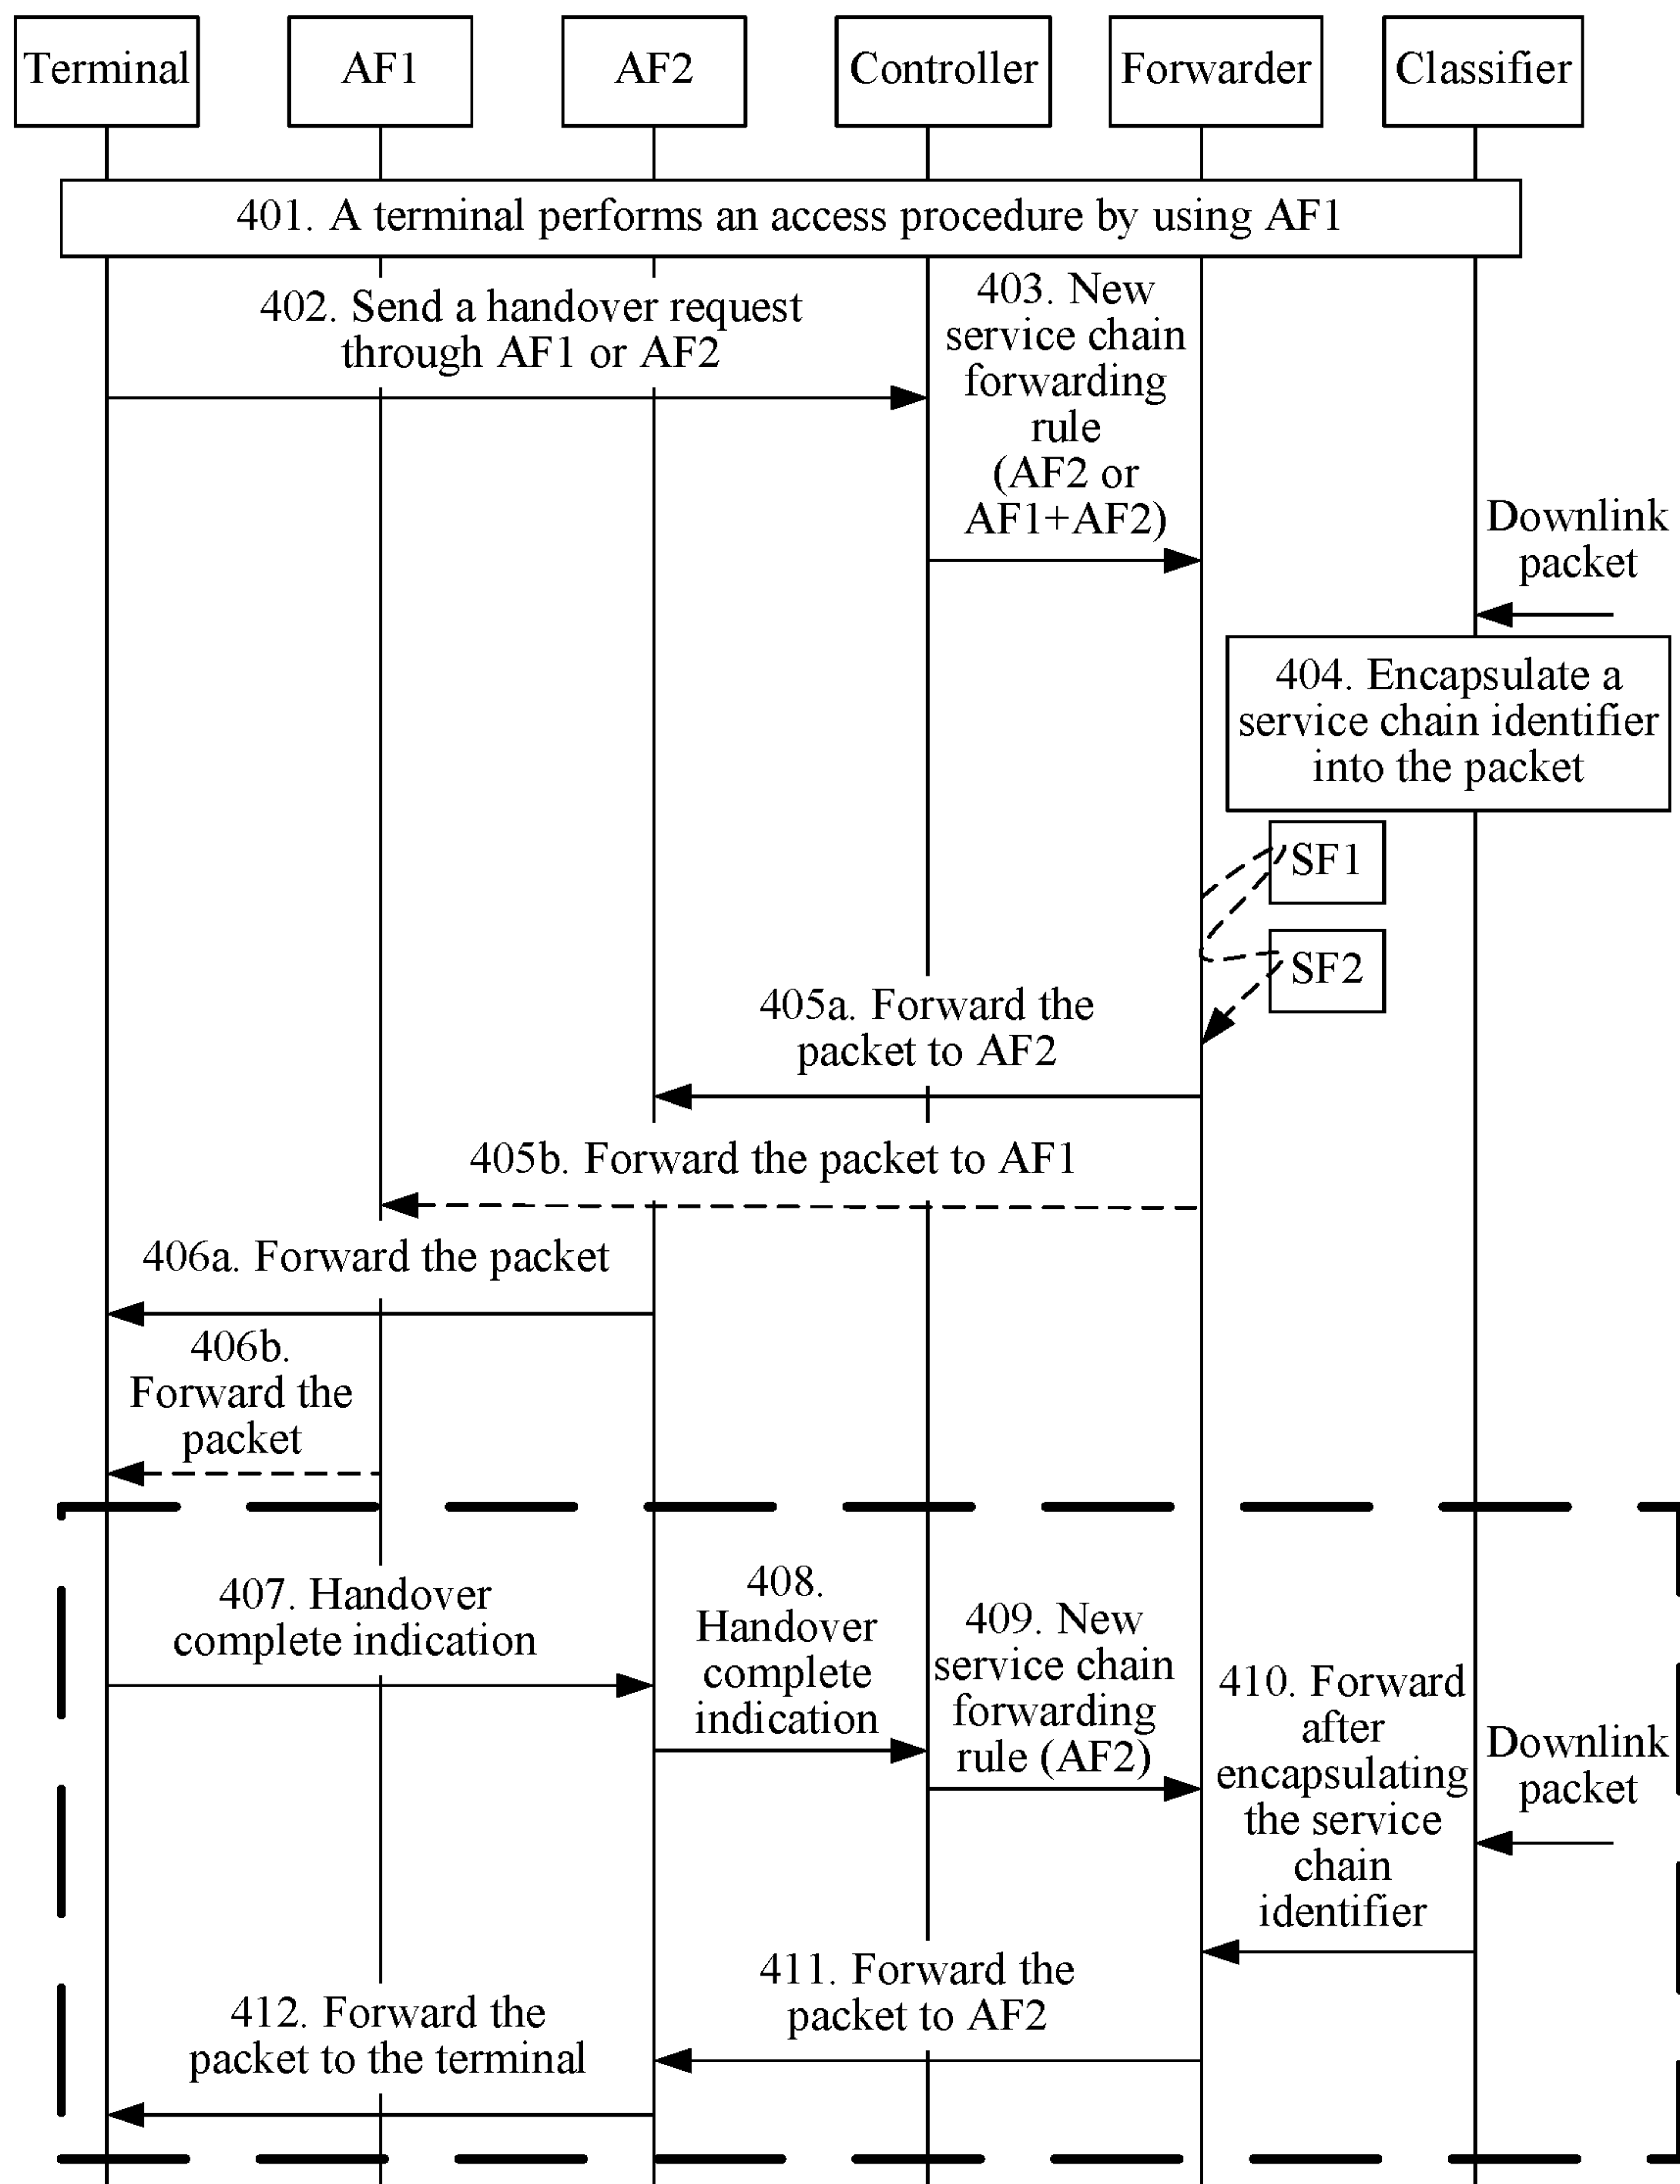 Terminal
AF1
AF2
Controller
Forwarder
Classifier
401. A terminal performs an access procedure by using AF1
402. Send a handover request
through AF1 or AF2
403. New
service chain
forwarding
rule
(AF2 or
AF1+AF2)
Downlink
packet
404. Encapsulate a
service chain identifier
into the packet
SF1
SF2
405a. Forward the
packet to AF2
405b. Forward the packet to AF1
406a. Forward the packet
406b.
Forward the
packet
407. Handover
complete indication
408.
Handover
complete
indication
409. New
service chain
forwarding
rule (AF2)
410. Forward
after
encapsulating
the service
chain
identifier
Downlink
packet
411. Forward the
packet to AF2
412. Forward the
packet to the terminal